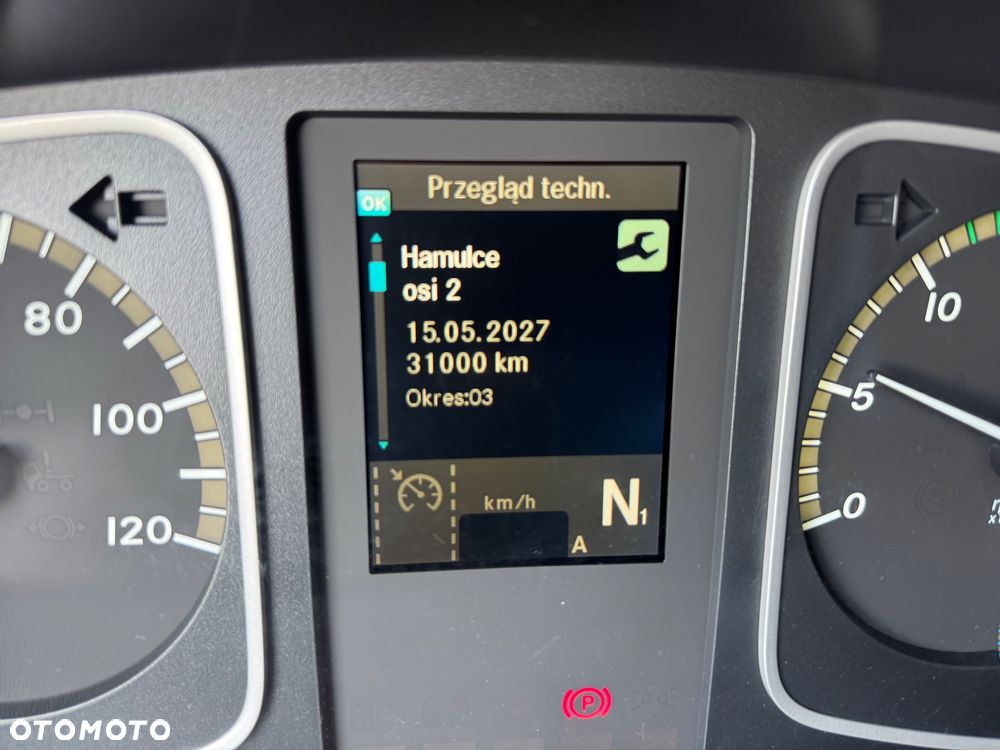 Przegląd techn.
OK
Hamulce
osi 2
15.05.2027
31000 km
Okres:03
km/h
N1
A
80
100
120
10
5
0
P
OTOMOTO